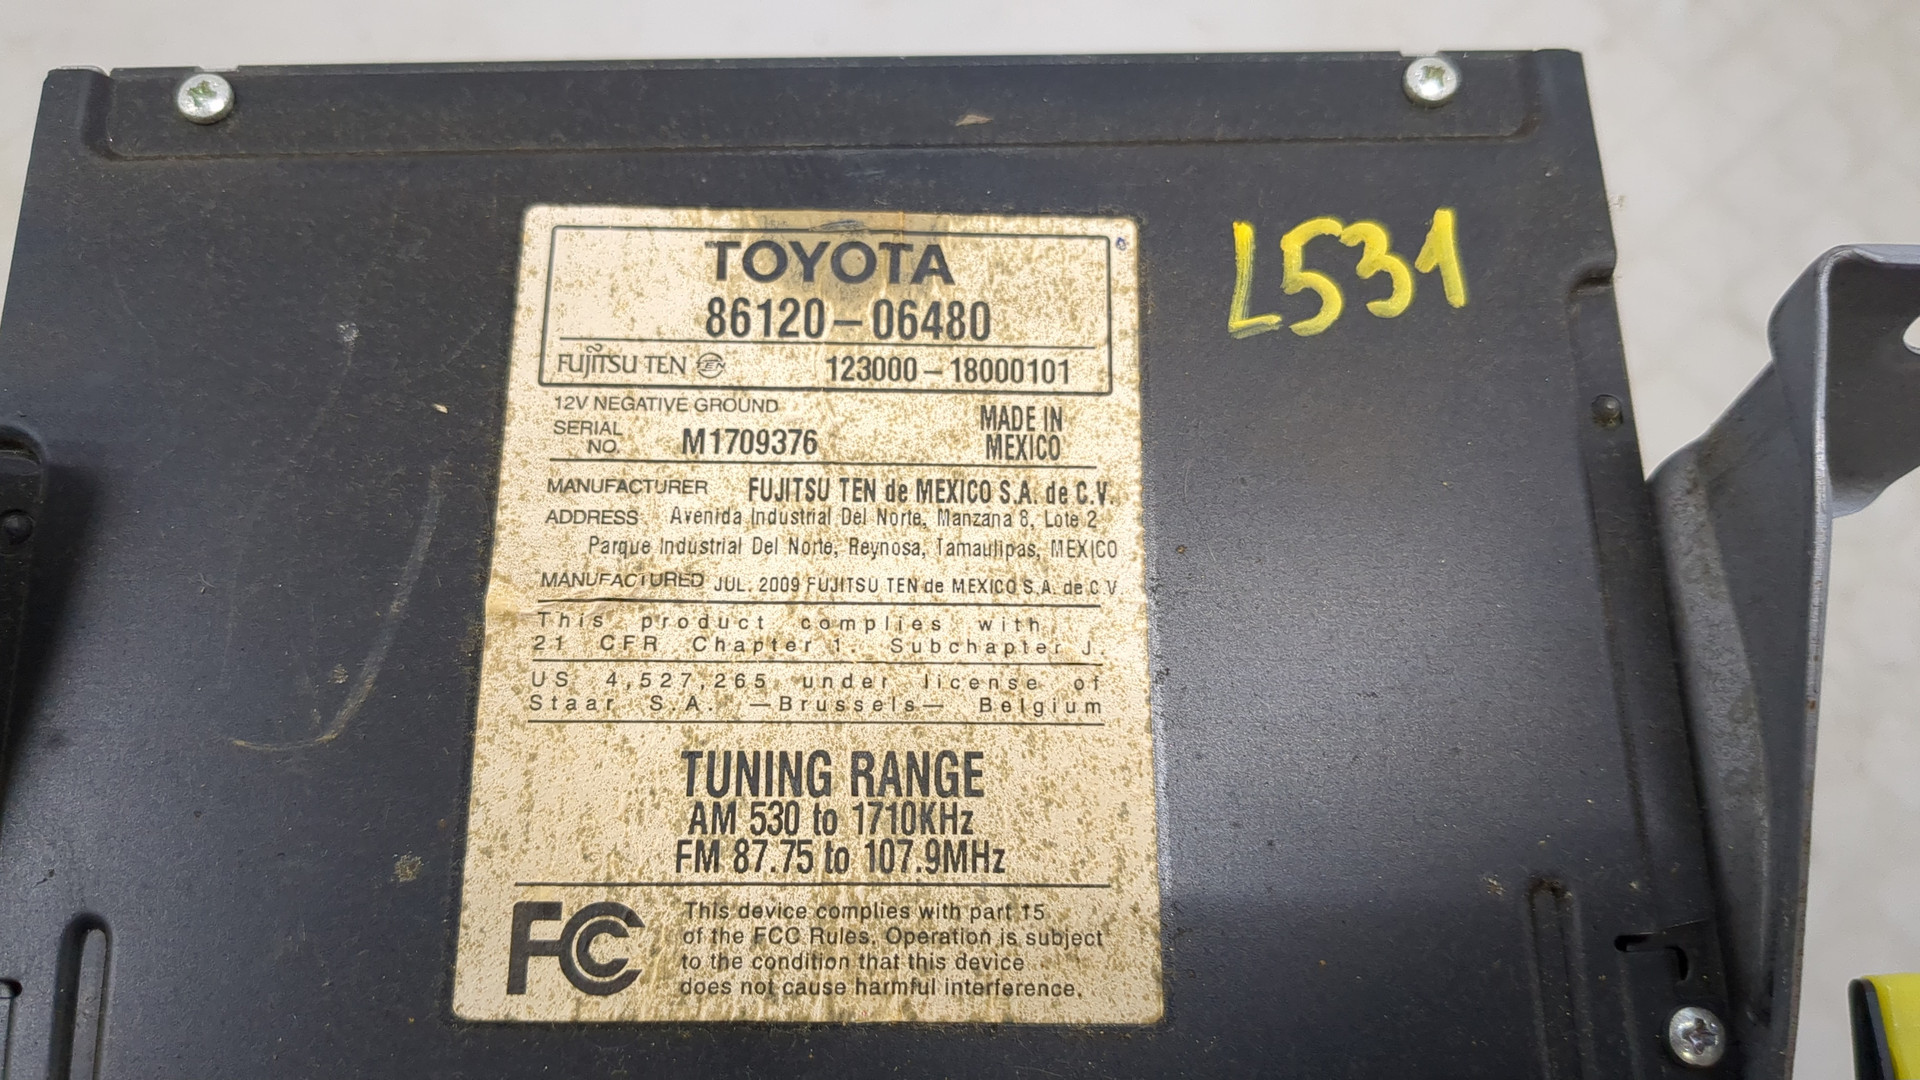 TOYOTA
86120-06480
L531
FUJITSU TEN TEN 123000-18000101
12V NEGATIVE GROUND
MADE IN
MEXICO
SERIAL
NO. M1709376
MANUFACTURER FUJITSU TEN de MEXICO S.A. de C.V.
ADDRESS Avenida Industrial Del Norte, Manzana 8, Lote 2
Parque Industrial Del Norte, Reynosa, Tamaulipas, MEXICO
MANUFACTURED JUL. 2009 FUJITSU TEN de MEXICO S.A. de C.V
This product complies with
21 CFR Chapter 1. Subchapter J.
US 4,527,265 under license of
Staar S.A. —Brussels— Belgium
TUNING RANGE
AM 530 to 1710KHz
FM 87.75 to 107.9MHz
FC
This device complies with part 15
of the FCC Rules. Operation is subject
to the condition that this device
does not cause harmful interference.